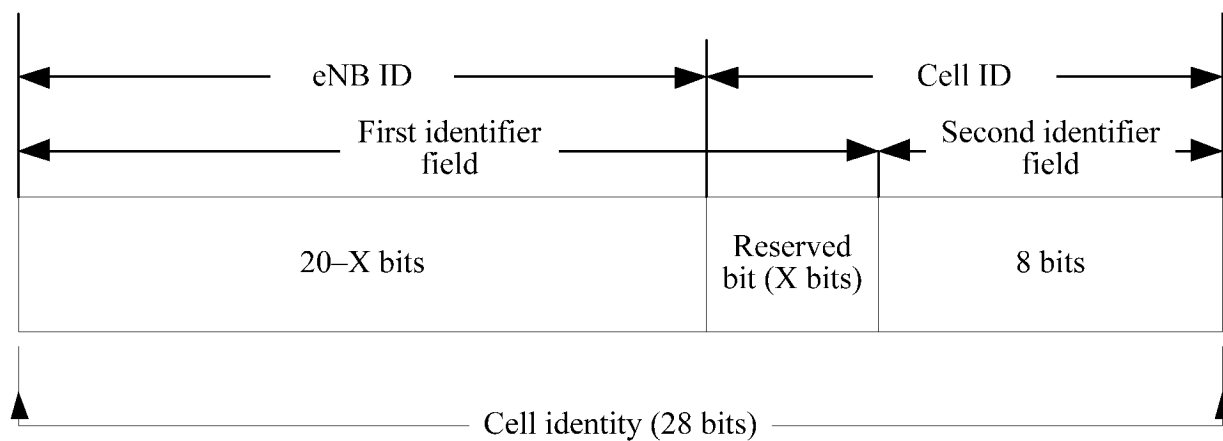 eNB ID
Cell ID
First identifier
field
Second identifier
field
20–X bits
Reserved
bit (X bits)
8 bits
Cell identity (28 bits)